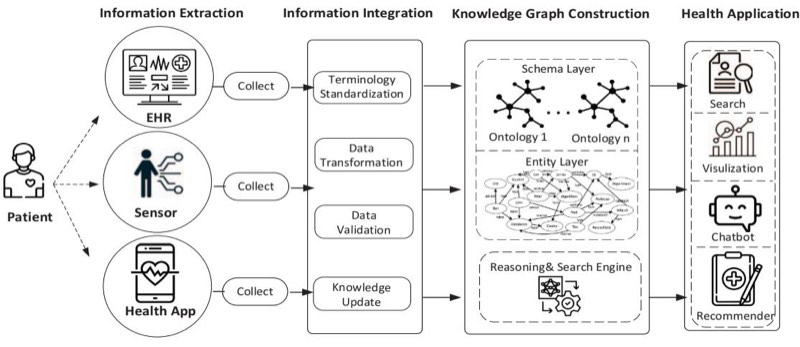 Information Extraction
Information Integration
Knowledge Graph Construction
Health Application
Patient
EHR
Sensor
Health App
Collect
Collect
Collect
Terminology
Standardization
Data
Transformation
Data
Validation
Knowledge
Update
Schema Layer
Ontology 1
Ontology n
Entity Layer
Reasoning& Search Engine
Search
Visulization
Chatbot
Recommender